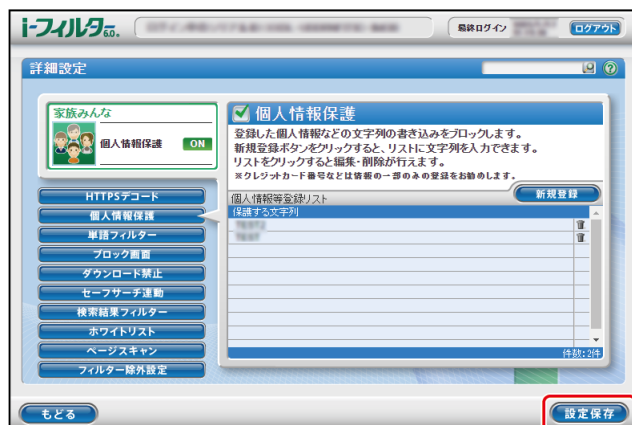 i-フィルター6.0.
最終ログイン
ログアウト
詳細設定
家族みんな
個人情報保護 ON
HTTPSデコード
個人情報保護
単語フィルター
ブロック画面
ダウンロード禁止
セーフサーチ連動
検索結果フィルター
ホワイトリスト
ページスキャン
フィルター除外設定
個人情報保護
登録した個人情報などの文字列の書き込みをブロックします。
新規登録ボタンをクリックすると、リストに文字列を入力できます。
リストをクリックすると編集・削除が行えます。
※クレジットカード番号などは情報の一部のみの登録をお勧めします。
個人情報等登録リスト
新規登録
保護する文字列
件数:2件
もどる
設定保存